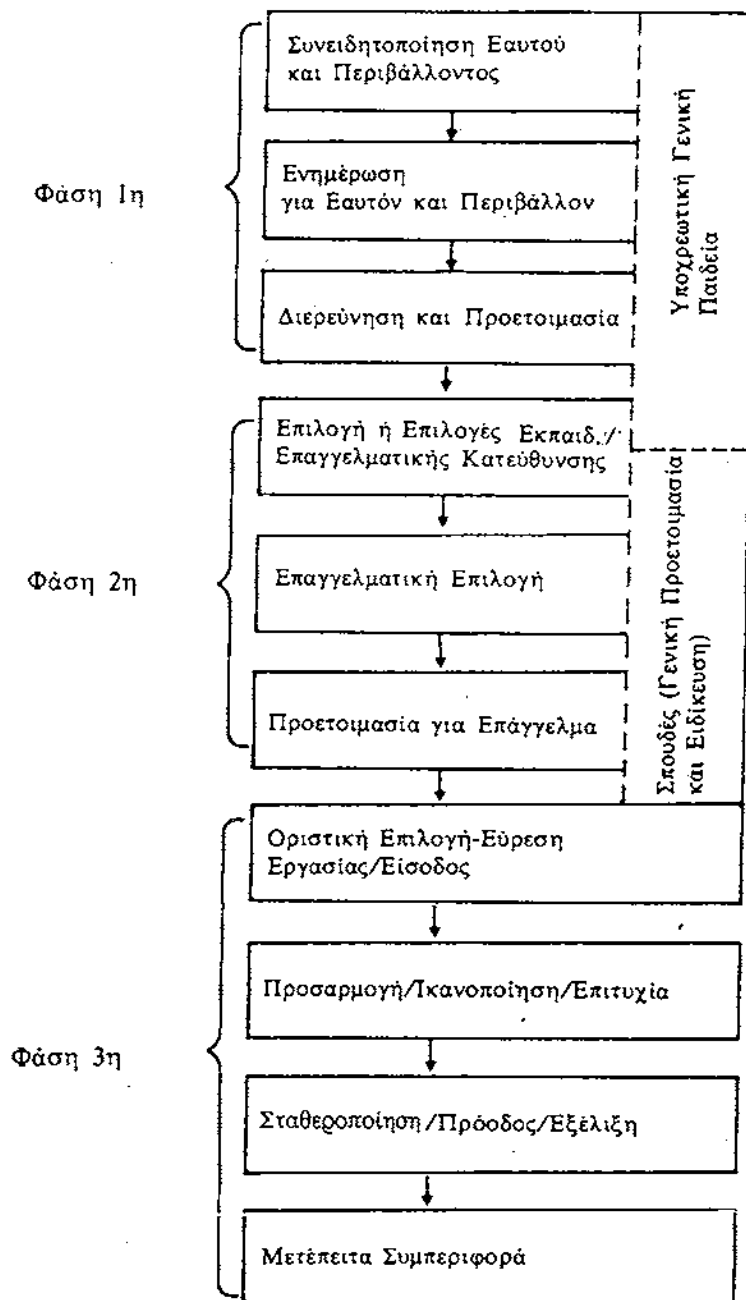 Συνειδητοποίηση Εαυτού
και Περιβάλλοντος
Φάση 1η
Ενημέρωση
για Εαυτόν και Περιβάλλον
Διερεύνηση και Προετοιμασία
Υποχρεωτική Γενική
Παιδεία
Επιλογή ή Επιλογές Εκπαιδ./
Επαγγελματικής Κατεύθυνσης
Φάση 2η
Επαγγελματική Επιλογή
Προετοιμασία για Επάγγελμα
Σπουδές (Γενική Προετοιμασία
και Ειδίκευση)
Οριστική Επιλογή-Εύρεση
Εργασίας/Είσοδος
Προσαρμογή/Ικανοποίηση/Επιτυχία
Φάση 3η
Σταθεροποίηση/Πρόοδος/Εξέλιξη
Μετέπειτα Συμπεριφορά